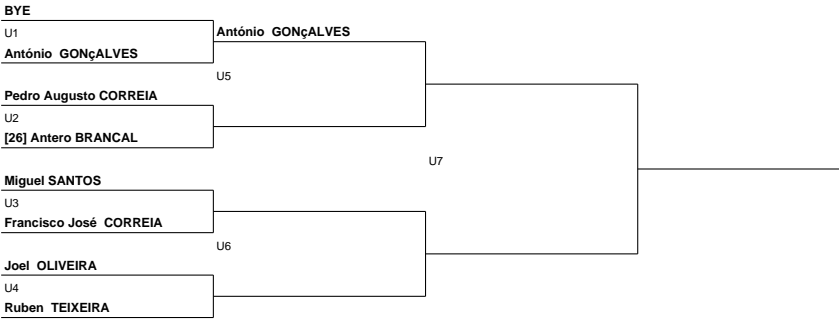 BYE
U1
António GONçALVES
António GONçALVES
U5
Pedro Augusto CORREIA
U2
[26] Antero BRANCAL
U7
Miguel SANTOS
U3
Francisco José CORREIA
U6
Joel OLIVEIRA
U4
Ruben TEIXEIRA